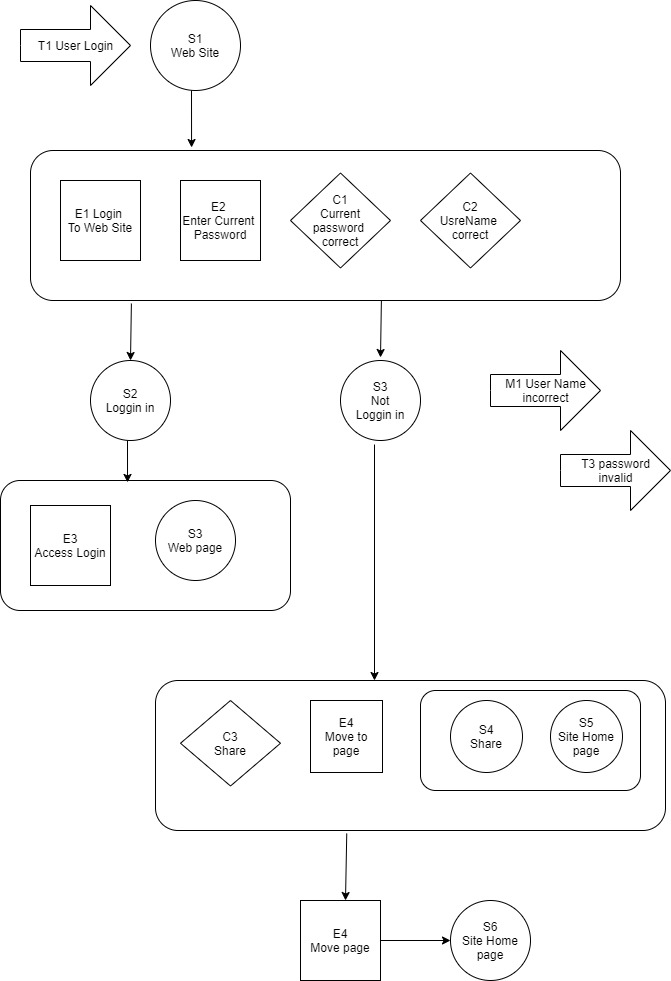 T1 User Login
S1
Web Site
E1 Login
To Web Site
E2
Enter Current
Password
C1
Current
password
correct
C2
UsreName
correct
S2
Loggin in
S3
Not
Loggin in
M1 User Name
incorrect
T3 password
invalid
E3
Access Login
S3
Web page
C3
Share
E4
Move to
page
S4
Share
S5
Site Home
page
E4
Move page
S6
Site Home
page